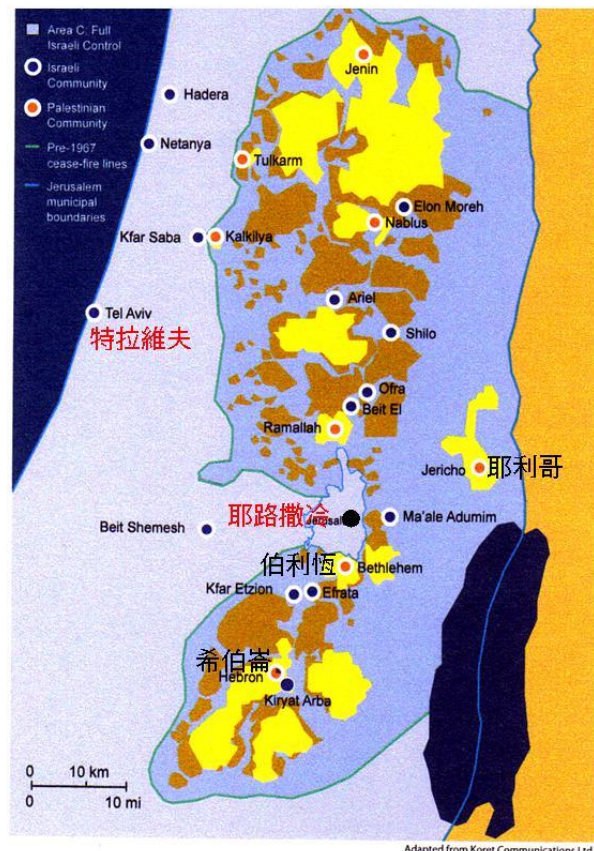 Area C: Full
Israeli Control
Israeli
Community
Palestinian
Community
Pre-1967
cease-fire lines
Jerusalem
municipal
boundaries
Jenin
Hadera
Netanya
Tulkarm
Elon Moreh
Nablus
Kfar Saba
Kalkilya
Ariel
Tel Aviv
特拉維夫
Shilo
Ofra
Beit El
Ramallah
Jericho
耶利哥
耶路撒冷
Ma'ale Adumim
Beit Shemesh
伯利恆
Bethlehem
Kfar Etzion
Efrata
希伯崙
Hebron
Kiryat Arba
0 10 km
0 10 mi
Adapted from Koret Communications Ltd.